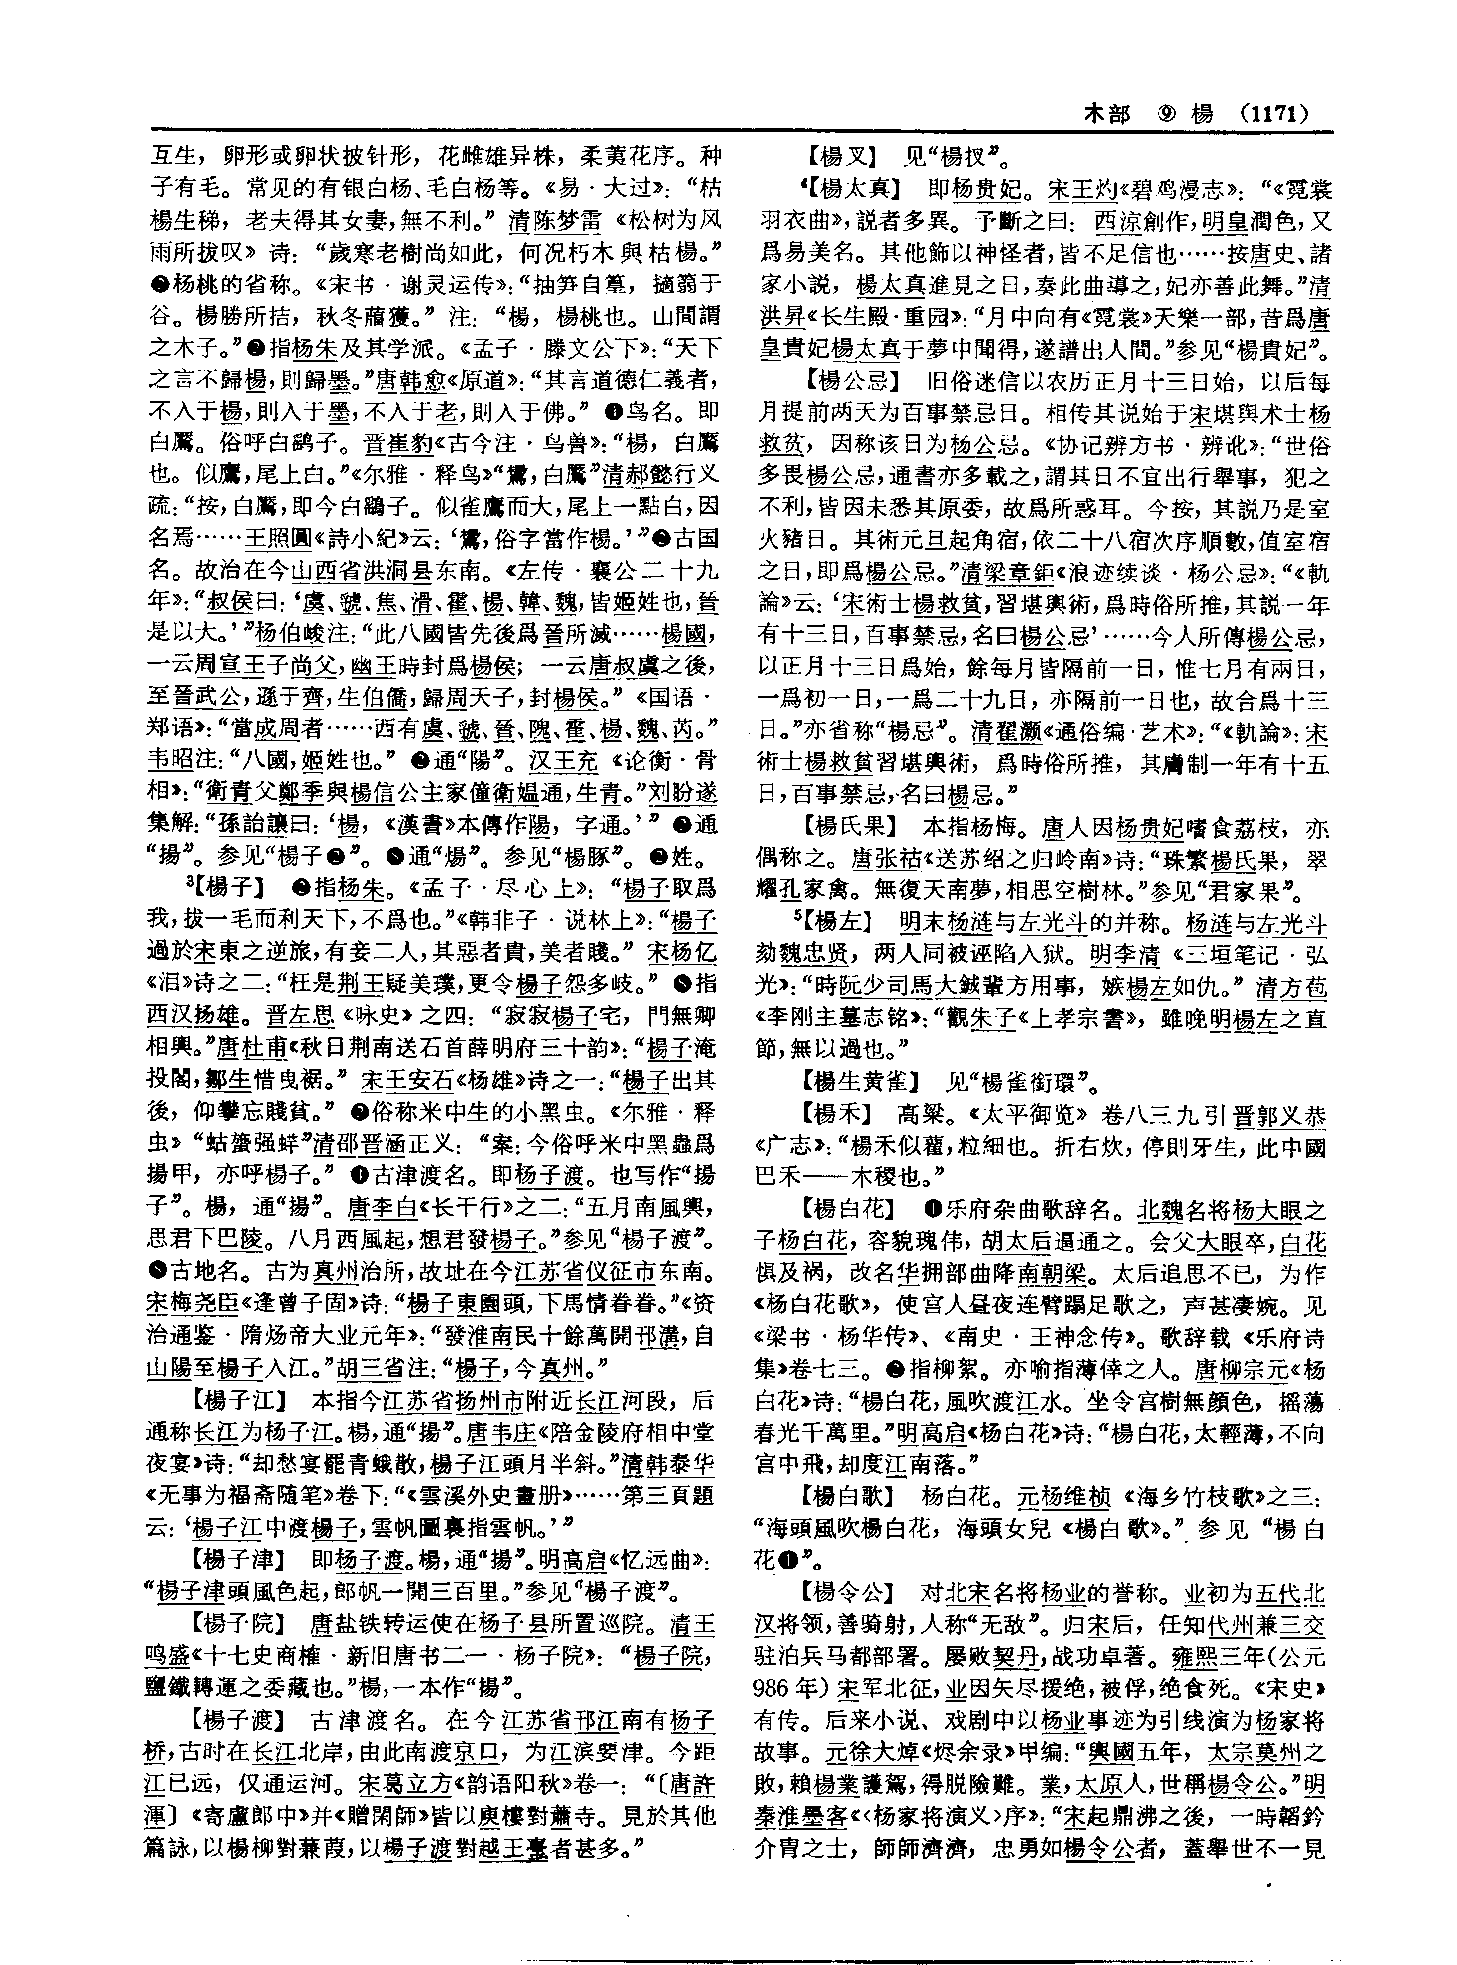 木部 ⑨ 楊 (1171)
互生，卵形或卵状披针形，花雌雄异株，柔荑花序。种
子有毛。常见的有银白杨、毛白杨等。《易·大过》：“枯
楊生稊，老夫得其女妻，無不利。”清陈梦雷《松树为风
雨所拔叹》诗：“歲寒老樹尚如此，何况朽木與枯楊。”
❷杨桃的省称。《宋书·谢灵运传》：“抽笋自篁，摘蒻于
谷。楊勝所拮，秋冬䕋獲。”注：“楊，楊桃也。山間謂
之木子。”❸指杨朱及其学派。《孟子·滕文公下》：“天下
之言不歸楊，則歸墨。”唐韩愈《原道》：“其言道德仁義者，
不入于楊，則入于墨，不入于老，則入于佛。”❹鸟名。即
白鷢。俗呼白鷂子。晋崔豹《古今注·鸟兽》：“楊，白鷢
也。似鷹，尾上白。”《尔雅·释鸟》“鸉，白鷢”清郝懿行义
疏：“按，白鷢，即今白鷂子。似雀鷹而大，尾上一點白，因
名焉……王照圓《詩小紀》云：‘鸉，俗字當作楊。’”❺古国
名。故治在今山西省洪洞县东南。《左传·襄公二十九
年》：“叔侯曰：‘虞、虢、焦、滑、霍、楊、韓、魏，皆姬姓也，晉
是以大。’”杨伯峻注：“此八國皆先後爲晉所滅……楊國，
一云周宣王子尚父，幽王時封爲楊侯；一云唐叔虞之後，
至晉武公，遜于齊，生伯僑，歸周天子，封楊侯。”《国语·
郑语》：“當成周者……西有虞、虢、晉、隗、霍、楊、魏、芮。”
韦昭注：“八國，姬姓也。”❻通“陽”。汉王充《论衡·骨
相》：“衛青父鄭季與楊信公主家僮衛媪通，生青。”刘盼遂
集解：“孫詒讓曰：‘楊，《漢書》本傳作陽，字通。’”❼通
“揚”。参见“楊子❹”。❽通“煬”。参见“楊豚”。❾姓。
³【楊子】 ❶指杨朱。《孟子·尽心上》：“楊子取爲
我，拔一毛而利天下，不爲也。”《韩非子·说林上》：“楊子
過於宋東之逆旅，有妾二人，其惡者貴，美者賤。”宋杨亿
《泪》诗之二：“枉是荆王疑美璞，更令楊子怨多岐。”❷指
西汉扬雄。晋左思《咏史》之四：“寂寂楊子宅，門無卿
相輿。”唐杜甫《秋日荆南送石首薛明府三十韵》：“楊子淹
投閣，鄒生惜曳裾。”宋王安石《杨雄》诗之一：“楊子出其
後，仰攀忘賤貧。”❸俗称米中生的小黑虫。《尔雅·释
虫》“蛄䗐强蛘”清邵晋涵正义：“案：今俗呼米中黑蟲爲
揚甲，亦呼楊子。”❹古津渡名。即杨子渡。也写作“揚
子”。楊，通“揚”。唐李白《长干行》之二：“五月南風興，
思君下巴陵。八月西風起，想君發楊子。”参见“楊子渡”。
❺古地名。古为真州治所，故址在今江苏省仪征市东南。
宋梅尧臣《逢曾子固》诗：“楊子東園頭，下馬情眷眷。”《资
治通鉴·隋炀帝大业元年》：“發淮南民十餘萬開邗溝，自
山陽至楊子入江。”胡三省注：“楊子，今真州。”
【楊子江】 本指今江苏省扬州市附近长江河段，后
通称长江为杨子江。楊，通“揚”。唐韦庄《陪金陵府相中堂
夜宴》诗：“却愁宴罷青蛾散，楊子江頭月半斜。”清韩泰华
《无事为福斋随笔》卷下：“《雲溪外史畫册》……第三頁題
云：‘楊子江中渡楊子，雲帆圖裏指雲帆。’”
【楊子津】 即杨子渡。楊，通“揚”。明高启《忆远曲》：
“楊子津頭風色起，郎帆一開三百里。”参见“楊子渡”。
【楊子院】 唐盐铁转运使在杨子县所置巡院。清王
鸣盛《十七史商榷·新旧唐书二一·杨子院》：“楊子院，
鹽鐵轉運之委藏也。”楊，一本作“揚”。
【楊子渡】 古津渡名。在今江苏省邗江南有杨子
桥，古时在长江北岸，由此南渡京口，为江滨要津。今距
江已远，仅通运河。宋葛立方《韵语阳秋》卷一：“〔唐許
渾〕《寄盧郎中》并《贈閑師》皆以庾樓對蕭寺。見於其他
篇詠，以楊柳對蒹葭，以楊子渡對越王臺者甚多。”
【楊叉】 见“楊扠”。
⁴【楊太真】 即杨贵妃。宋王灼《碧鸡漫志》：“《霓裳
羽衣曲》，説者多異。予斷之曰：西凉創作，明皇潤色，又
爲易美名。其他飾以神怪者，皆不足信也……按唐史、諸
家小説，楊太真進見之日，奏此曲導之，妃亦善此舞。”清
洪昇《长生殿·重圆》：“月中向有《霓裳》天樂一部，昔爲唐
皇貴妃楊太真于夢中聞得，遂譜出人間。”参见“楊貴妃”。
【楊公忌】 旧俗迷信以农历正月十三日始，以后每
月提前两天为百事禁忌日。相传其说始于宋堪舆术士杨
救贫，因称该日为杨公忌。《协记辨方书·辨讹》：“世俗
多畏楊公忌，通書亦多載之，謂其日不宜出行舉事，犯之
不利，皆因未悉其原委，故爲所惑耳。今按，其説乃是室
火豬日。其術元旦起角宿，依二十八宿次序順數，值室宿
之日，即爲楊公忌。”清梁章鉅《浪迹续谈·杨公忌》：“《軌
論》云：‘宋術士楊救貧，習堪輿術，爲時俗所推，其説一年
有十三日，百事禁忌，名曰楊公忌’……今人所傳楊公忌，
以正月十三日爲始，餘每月皆隔前一日，惟七月有兩日，
一爲初一日，一爲二十九日，亦隔前一日也，故合爲十三
日。”亦省称“楊忌”。清翟灏《通俗编·艺术》：“《軌論》：宋
術士楊救貧習堪輿術，爲時俗所推，其膚制一年有十五
日，百事禁忌，名曰楊忌。”
【楊氏果】 本指杨梅。唐人因杨贵妃嗜食荔枝，亦
偶称之。唐张祜《送苏绍之归岭南》诗：“珠繁楊氏果，翠
耀孔家禽。無復天南夢，相思空樹林。”参见“君家果”。
⁵【楊左】 明末杨涟与左光斗的并称。杨涟与左光斗
劾魏忠贤，两人同被诬陷入狱。明李清《三垣笔记·弘
光》：“時阮少司馬大鋮輩方用事，嫉楊左如仇。”清方苞
《李刚主墓志铭》：“觀朱子《上孝宗書》，雖晚明楊左之直
節，無以過也。”
【楊生黄雀】 见“楊雀銜環”。
【楊禾】 高粱。《太平御览》卷八三九引晋郭义恭
《广志》：“楊禾似藋，粒細也。折右炊，停則牙生，此中國
巴禾——木稷也。”
【楊白花】 ❶乐府杂曲歌辞名。北魏名将杨大眼之
子杨白花，容貌瑰伟，胡太后逼通之。会父大眼卒，白花
惧及祸，改名华拥部曲降南朝梁。太后追思不已，为作
《杨白花歌》，使宫人昼夜连臂蹋足歌之，声甚凄婉。见
《梁书·杨华传》、《南史·王神念传》。歌辞载《乐府诗
集》卷七三。❷指柳絮。亦喻指薄倖之人。唐柳宗元《杨
白花》诗：“楊白花，風吹渡江水。坐令宫樹無顔色，摇蕩
春光千萬里。”明高启《杨白花》诗：“楊白花，太輕薄，不向
宫中飛，却度江南落。”
【楊白歌】 杨白花。元杨维桢《海乡竹枝歌》之三：
“海頭風吹楊白花，海頭女兒《楊白歌》。”参见“楊白
花❶”。
【楊令公】 对北宋名将杨业的誉称。业初为五代北
汉将领，善骑射，人称“无敌”。归宋后，任知代州兼三交
驻泊兵马都部署。屡败契丹，战功卓著。雍熙三年（公元
986年）宋军北征，业因矢尽援绝，被俘，绝食死。《宋史》
有传。后来小说、戏剧中以杨业事迹为引线演为杨家将
故事。元徐大焯《烬余录》甲编：“興國五年，太宗莫州之
敗，賴楊業護駕，得脱險難。業，太原人，世稱楊令公。”明
秦淮墨客《〈杨家将演义〉序》：“宋起鼎沸之後，一時韜鈐
介胄之士，師師濟濟，忠勇如楊令公者，蓋舉世不一見